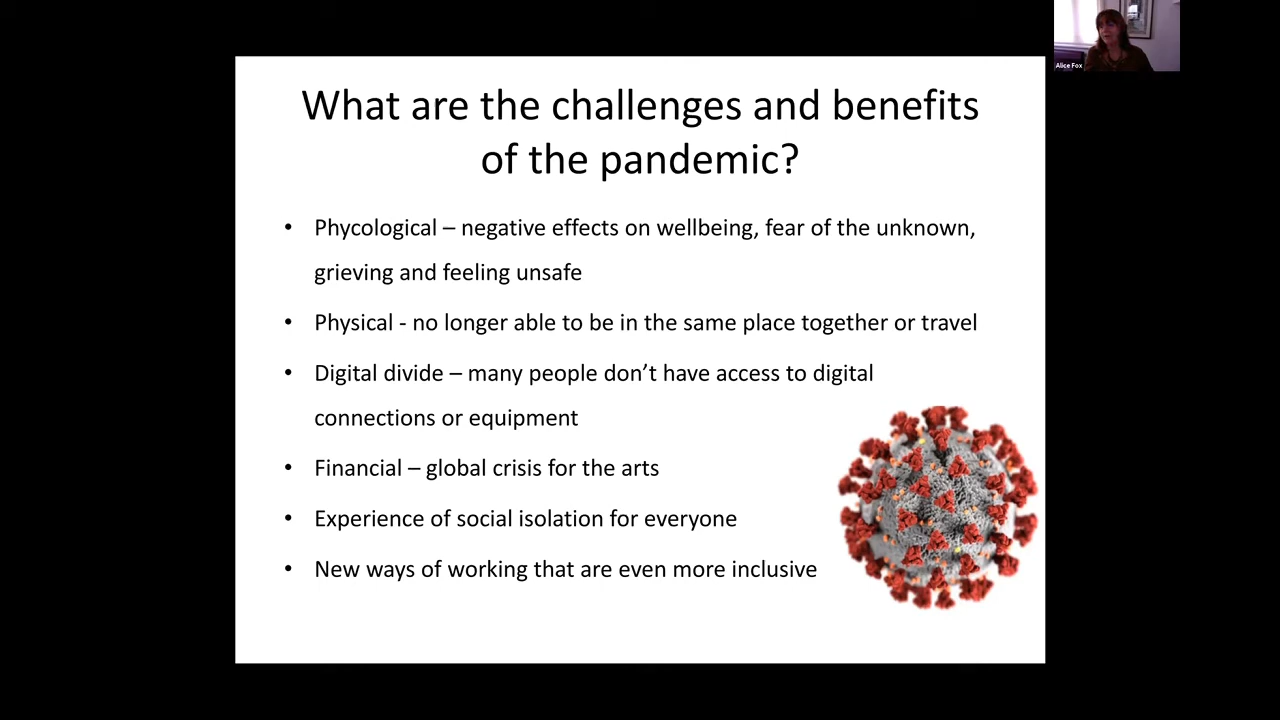 Alice Fox
What are the challenges and benefits
of the pandemic?
• Phycological – negative effects on wellbeing, fear of the unknown,
grieving and feeling unsafe
• Physical - no longer able to be in the same place together or travel
• Digital divide – many people don’t have access to digital
connections or equipment
• Financial – global crisis for the arts
• Experience of social isolation for everyone
• New ways of working that are even more inclusive